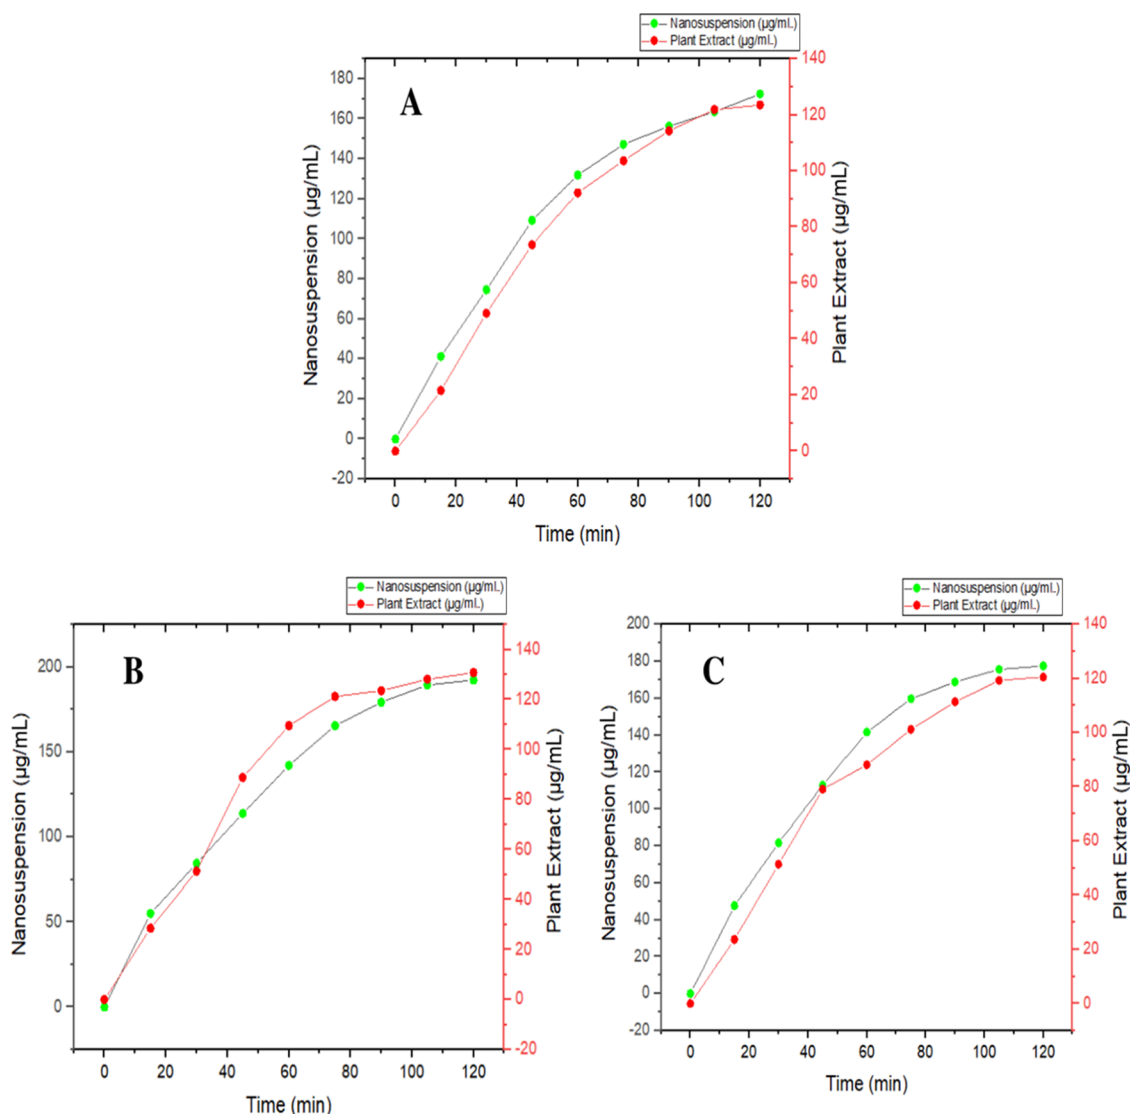 Nanosuspension (µg/ml.)
Plant Extract (µg/ml.)
A
Nanosuspension (µg/mL)
180
160
140
120
100
80
60
40
20
0
-20
140
120
100
80
60
40
20
0
Plant Extract (µg/mL)
0 20 40 60 80 100 120
Time (min)
Nanosuspension (µg/ml.)
Plant Extract (µg/ml.)
B
Nanosuspension (µg/mL)
200
150
100
50
0
140
120
100
80
60
40
20
0
-20
Plant Extract (µg/mL)
0 20 40 60 80 100 120
Time (min)
Nanosuspension (µg/ml.)
Plant Extract (µg/ml.)
C
Nanosuspension (µg/mL)
200
180
160
140
120
100
80
60
40
20
0
-20
140
120
100
80
60
40
20
0
Plant Extract (µg/mL)
0 20 40 60 80 100 120
Time (min)